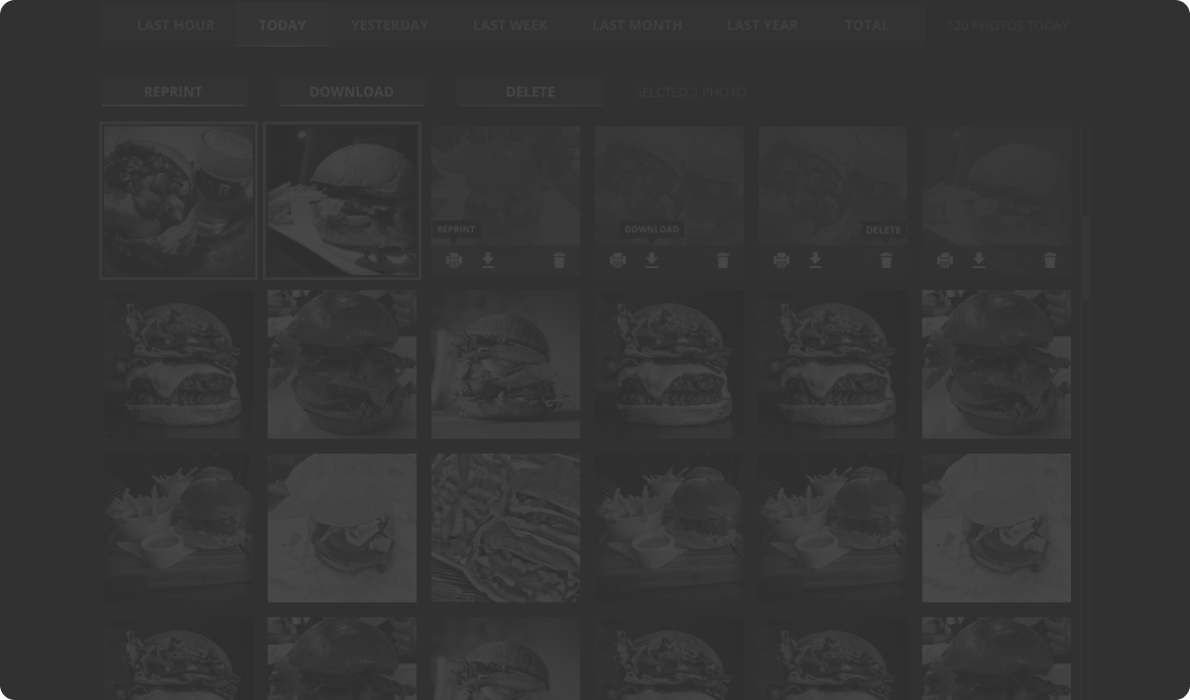 LAST HOUR TODAY YESTERDAY LAST WEEK LAST MONTH LAST YEAR TOTAL 120 PHOTOS TODAY
REPRINT DOWNLOAD DELETE SELCTED 2 PHOTO
REPRINT DOWNLOAD DELETE